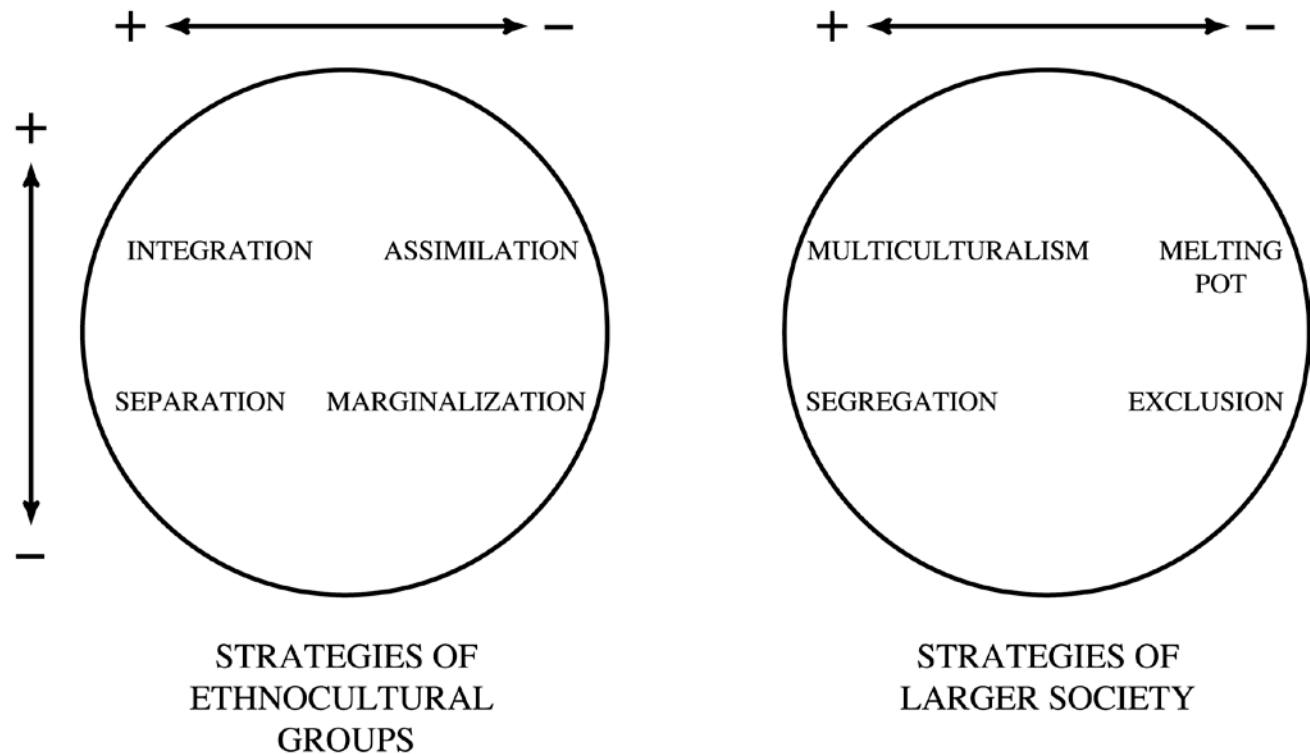 + −
+ −
+
−
INTEGRATION
ASSIMILATION
SEPARATION
MARGINALIZATION
STRATEGIES OF
ETHNOCULTURAL
GROUPS
MULTICULTURALISM
MELTING
POT
SEGREGATION
EXCLUSION
STRATEGIES OF
LARGER SOCIETY